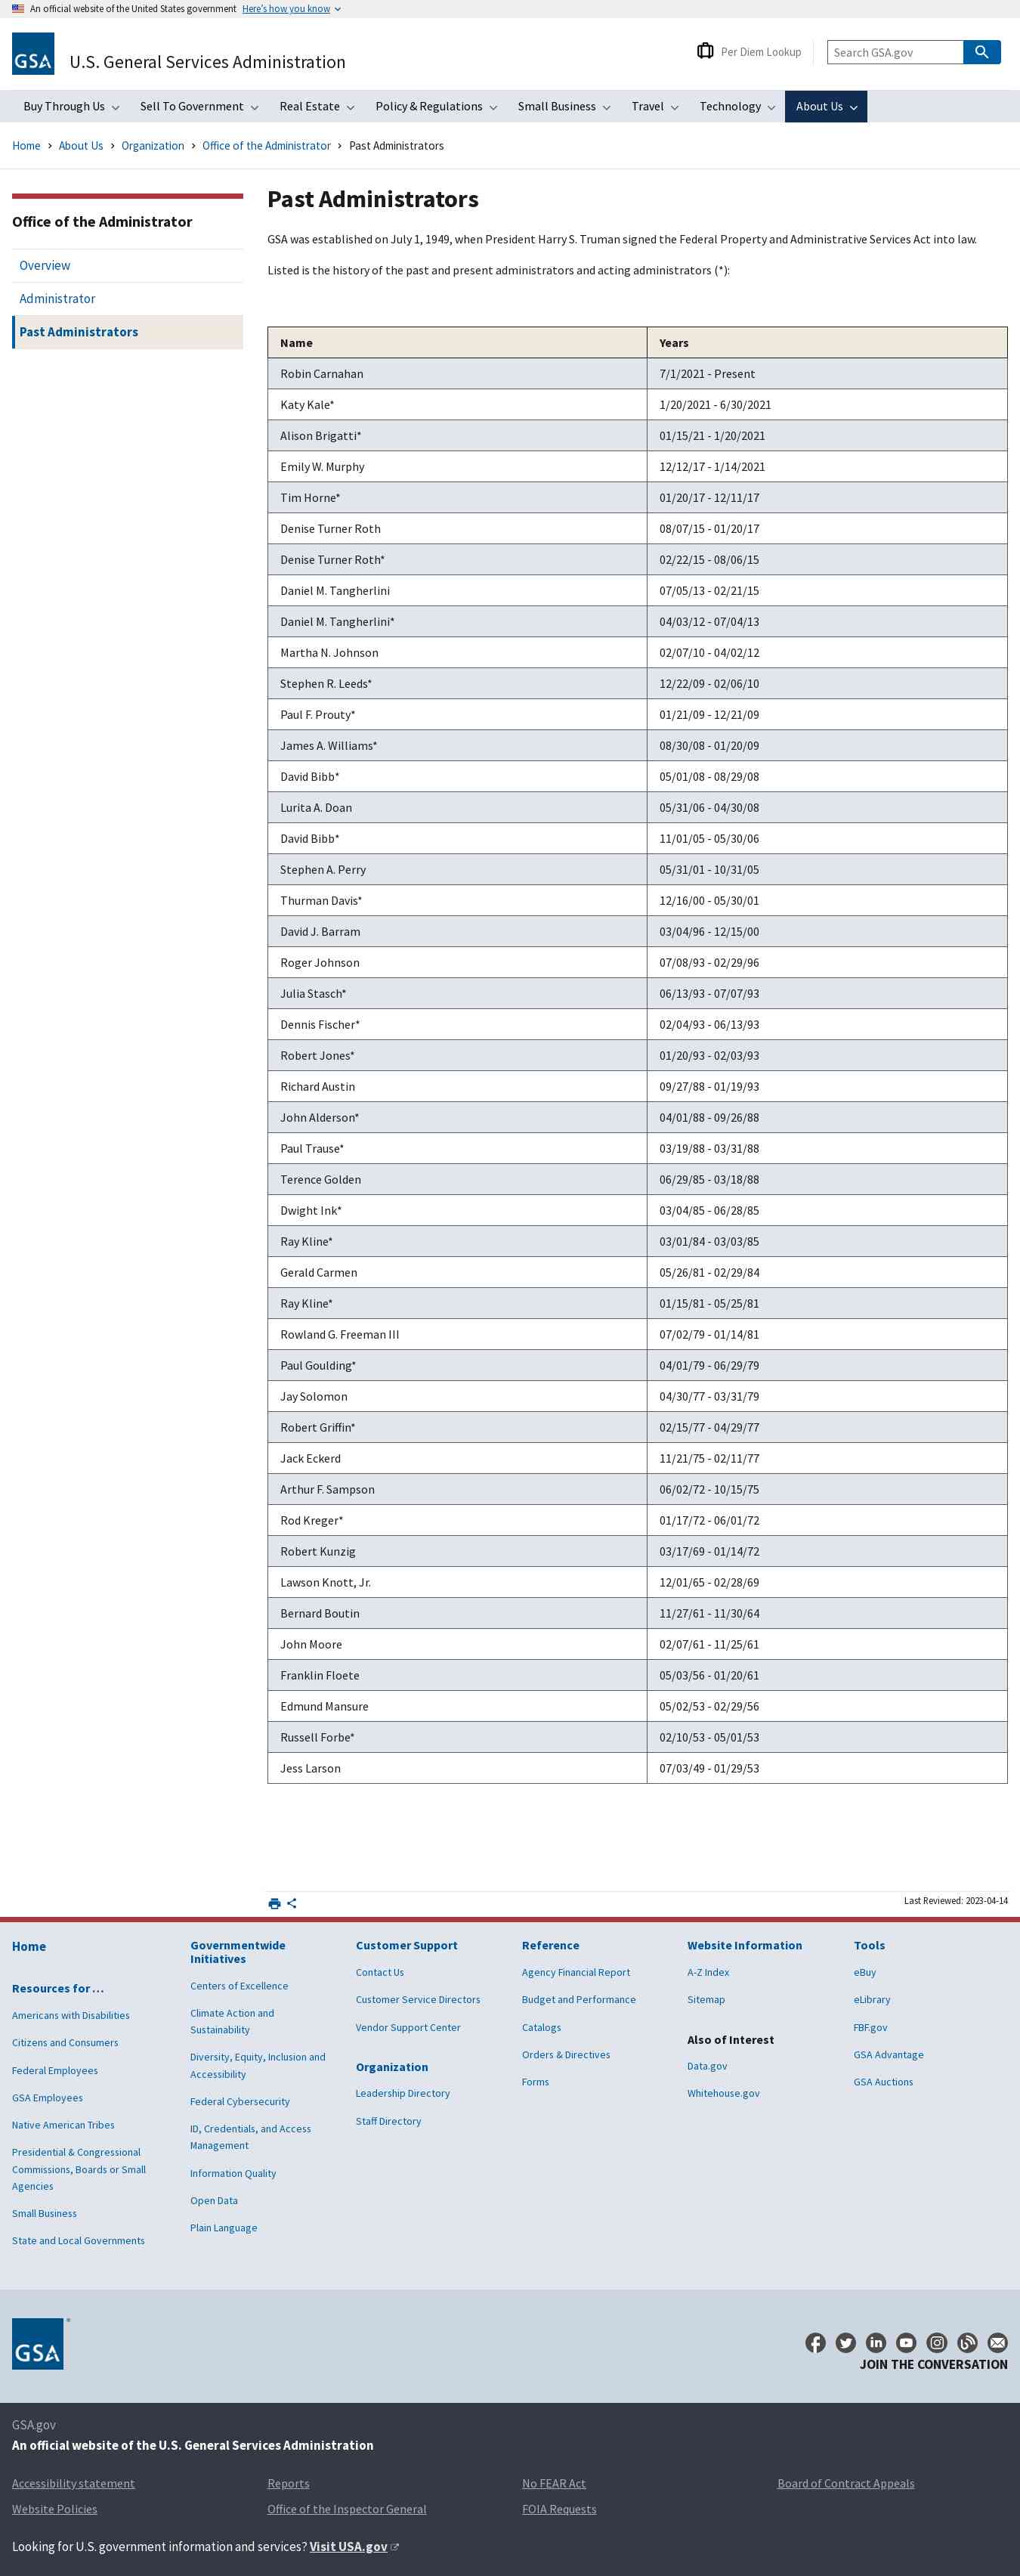 An official website of the United States government Here's how you know
GSA
U.S. General Services Administration
Per Diem Lookup
Search GSA.gov
Buy Through Us Sell To Government Real Estate Policy & Regulations Small Business Travel Technology About Us
Home > About Us > Organization > Office of the Administrator > Past Administrators
Office of the Administrator
Overview
Administrator
Past Administrators
Past Administrators
GSA was established on July 1, 1949, when President Harry S. Truman signed the Federal Property and Administrative Services Act into law.
Listed is the history of the past and present administrators and acting administrators (*):
Name Years
Robin Carnahan 7/1/2021 - Present
Katy Kale* 1/20/2021 - 6/30/2021
Alison Brigatti* 01/15/21 - 1/20/2021
Emily W. Murphy 12/12/17 - 1/14/2021
Tim Horne* 01/20/17 - 12/11/17
Denise Turner Roth 08/07/15 - 01/20/17
Denise Turner Roth* 02/22/15 - 08/06/15
Daniel M. Tangherlini 07/05/13 - 02/21/15
Daniel M. Tangherlini* 04/03/12 - 07/04/13
Martha N. Johnson 02/07/10 - 04/02/12
Stephen R. Leeds* 12/22/09 - 02/06/10
Paul F. Prouty* 01/21/09 - 12/21/09
James A. Williams* 08/30/08 - 01/20/09
David Bibb* 05/01/08 - 08/29/08
Lurita A. Doan 05/31/06 - 04/30/08
David Bibb* 11/01/05 - 05/30/06
Stephen A. Perry 05/31/01 - 10/31/05
Thurman Davis* 12/16/00 - 05/30/01
David J. Barram 03/04/96 - 12/15/00
Roger Johnson 07/08/93 - 02/29/96
Julia Stasch* 06/13/93 - 07/07/93
Dennis Fischer* 02/04/93 - 06/13/93
Robert Jones* 01/20/93 - 02/03/93
Richard Austin 09/27/88 - 01/19/93
John Alderson* 04/01/88 - 09/26/88
Paul Trause* 03/19/88 - 03/31/88
Terence Golden 06/29/85 - 03/18/88
Dwight Ink* 03/04/85 - 06/28/85
Ray Kline* 03/01/84 - 03/03/85
Gerald Carmen 05/26/81 - 02/29/84
Ray Kline* 01/15/81 - 05/25/81
Rowland G. Freeman III 07/02/79 - 01/14/81
Paul Goulding* 04/01/79 - 06/29/79
Jay Solomon 04/30/77 - 03/31/79
Robert Griffin* 02/15/77 - 04/29/77
Jack Eckerd 11/21/75 - 02/11/77
Arthur F. Sampson 06/02/72 - 10/15/75
Rod Kreger* 01/17/72 - 06/01/72
Robert Kunzig 03/17/69 - 01/14/72
Lawson Knott, Jr. 12/01/65 - 02/28/69
Bernard Boutin 11/27/61 - 11/30/64
John Moore 02/07/61 - 11/25/61
Franklin Floete 05/03/56 - 01/20/61
Edmund Mansure 05/02/53 - 02/29/56
Russell Forbe* 02/10/53 - 05/01/53
Jess Larson 07/03/49 - 01/29/53
Last Reviewed: 2023-04-14
Home
Resources for …
Americans with Disabilities
Citizens and Consumers
Federal Employees
GSA Employees
Native American Tribes
Presidential & Congressional
Commissions, Boards or Small
Agencies
Small Business
State and Local Governments
Governmentwide
Initiatives
Centers of Excellence
Climate Action and
Sustainability
Diversity, Equity, Inclusion and
Accessibility
Federal Cybersecurity
ID, Credentials, and Access
Management
Information Quality
Open Data
Plain Language
Customer Support
Contact Us
Customer Service Directors
Vendor Support Center
Organization
Leadership Directory
Staff Directory
Reference
Agency Financial Report
Budget and Performance
Catalogs
Orders & Directives
Forms
Website Information
A-Z Index
Sitemap
Also of Interest
Data.gov
Whitehouse.gov
Tools
eBuy
eLibrary
FBF.gov
GSA Advantage
GSA Auctions
GSA®
JOIN THE CONVERSATION
GSA.gov
An official website of the U.S. General Services Administration
Accessibility statement Reports No FEAR Act Board of Contract Appeals
Website Policies Office of the Inspector General FOIA Requests
Looking for U.S. government information and services? Visit USA.gov